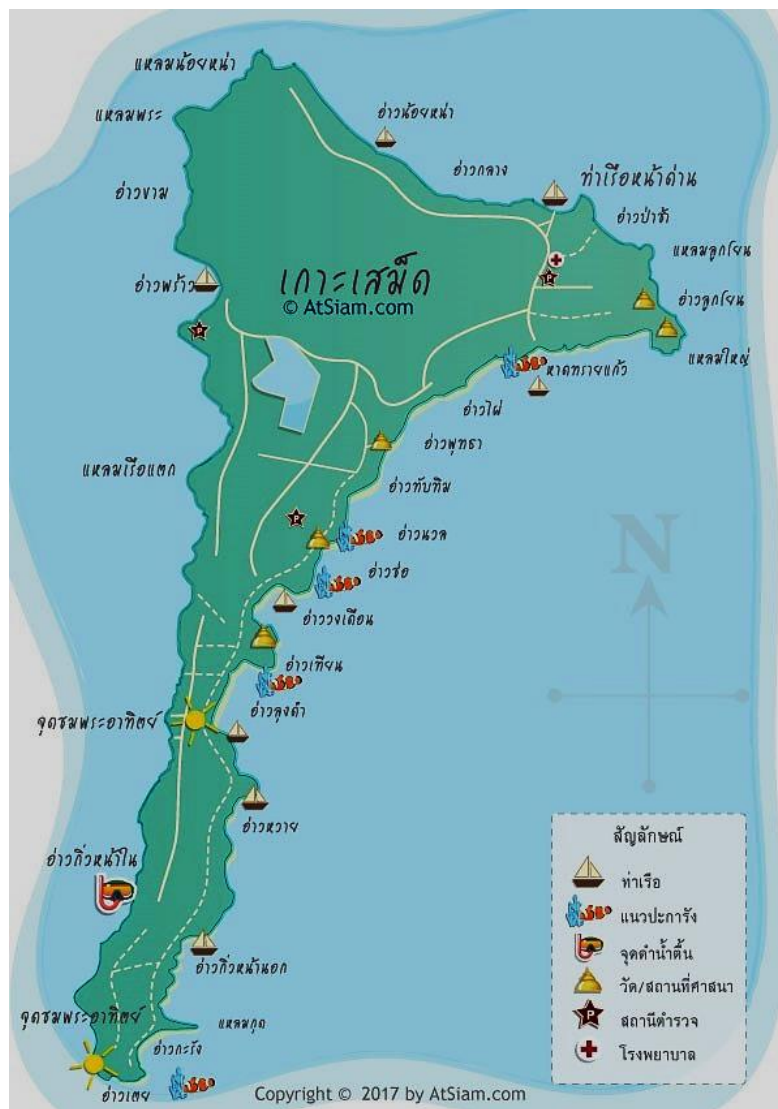 แหลมน้อยหน่า
แหลมพระ
อ่าวน้อยหน่า
อ่าวกลาง
ท่าเรือหน้าด่าน
อ่าวขาม
อ่าวป่าช้า
แหลมลูกโยน
อ่าวพร้าว
เกาะเสม็ด
© AtSiam.com
อ่าวลูกโยน
แหลมใหญ่
หาดทรายแก้ว
อ่าวไผ่
อ่าวพุทธา
แหลมเรือแตก
อ่าวทับทิม
อ่าวนวล
อ่าวช่อ
อ่าววงเดือน
อ่าวเทียน
อ่าวลุงดำ
จุดชมพระอาทิตย์
อ่าวหวาย
อ่าวกิ่วหน้าใน
อ่าวกิ่วหน้านอก
จุดชมพระอาทิตย์
แหลมกุด
อ่าวกะรัง
อ่าวเตย
N
สัญลักษณ์
ท่าเรือ
แนวปะการัง
จุดดำน้ำตื้น
วัด/สถานที่ศาสนา
P
สถานีตำรวจ
โรงพยาบาล
Copyright © 2017 by AtSiam.com